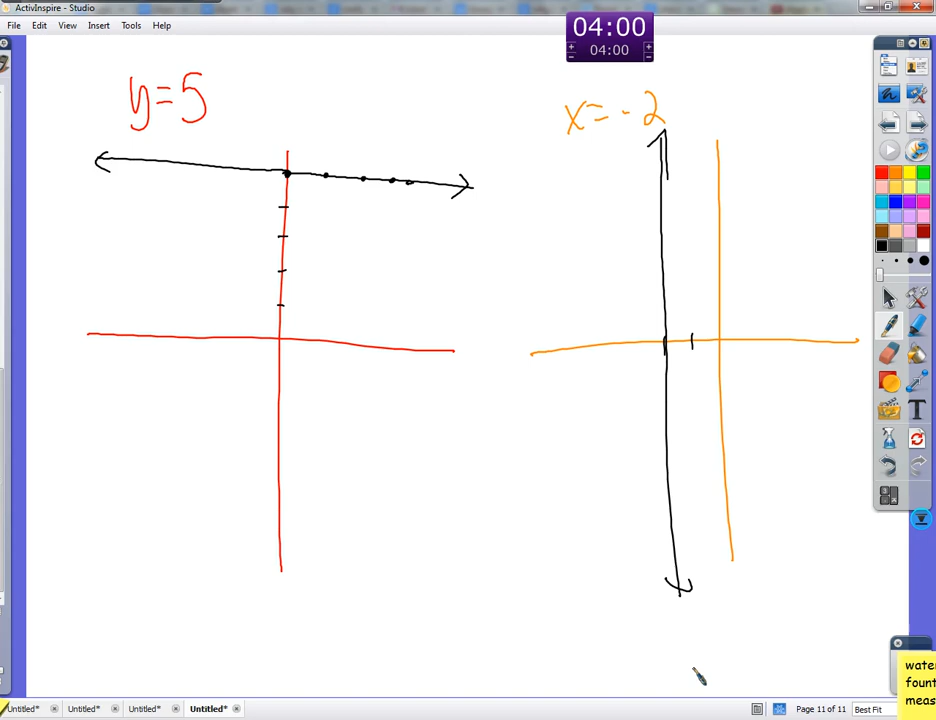 ActivInspire - Studio
File Edit View Insert Tools Help
04:00
04:00
y=5
x=-2
T
water
fount
meas
Untitled* Untitled* Untitled* Untitled*
Page 11 of 11 Best Fit